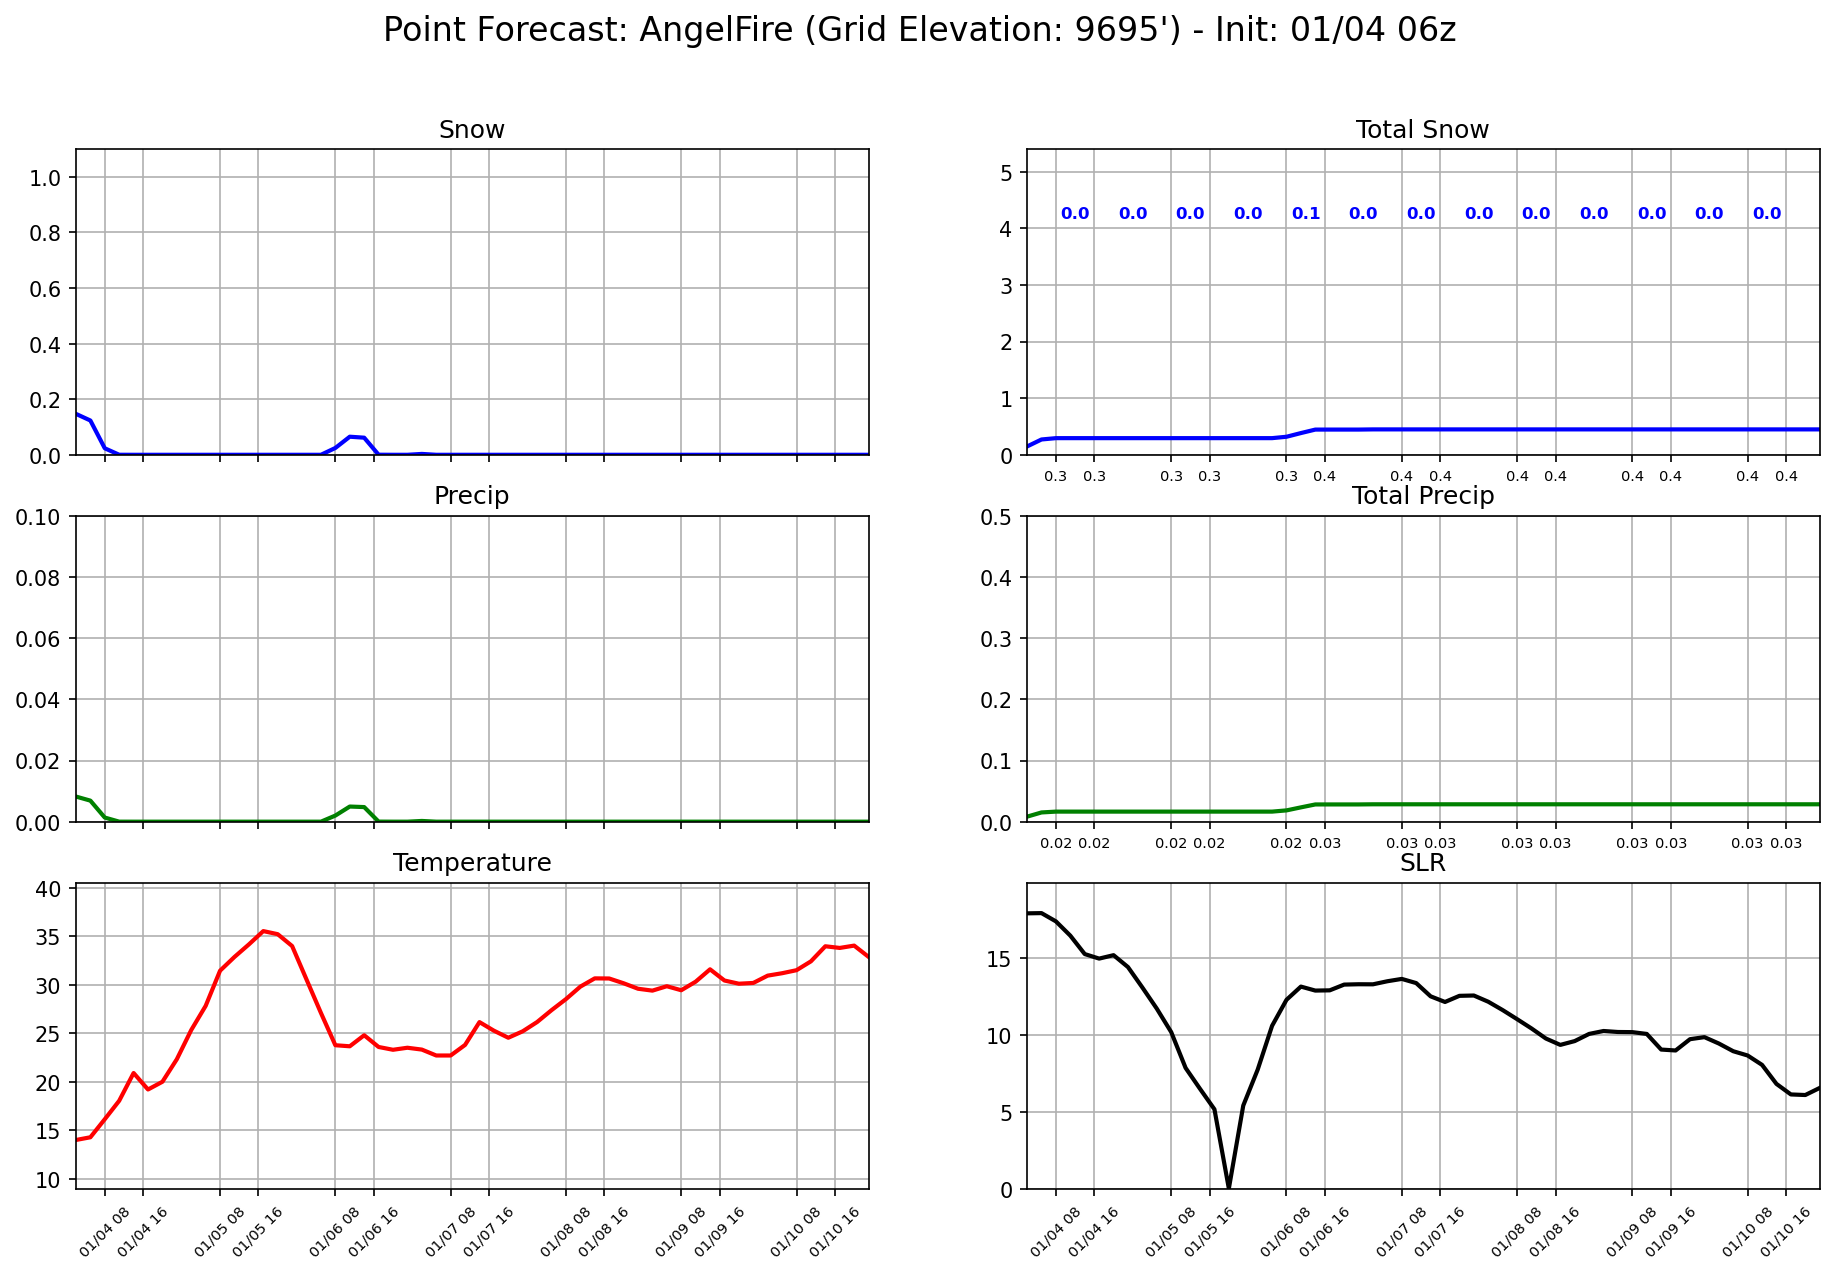 Point Forecast: AngelFire (Grid Elevation: 9695') - Init: 01/04 06z
Snow
1.0
0.8
0.6
0.4
0.2
0.0
Total Snow
5
4
3
2
1
0
0.0 0.0 0.0 0.0 0.1 0.0 0.0 0.0 0.0 0.0 0.0 0.0 0.0
0.3 0.3 0.3 0.3 0.3 0.4 0.4 0.4 0.4 0.4 0.4 0.4 0.4 0.4
Precip
0.10
0.08
0.06
0.04
0.02
0.00
Total Precip
0.5
0.4
0.3
0.2
0.1
0.0
0.02 0.02 0.02 0.02 0.02 0.03 0.03 0.03 0.03 0.03 0.03 0.03 0.03 0.03
Temperature
40
35
30
25
20
15
10
01/04 08 01/04 16 01/05 08 01/05 16 01/06 08 01/06 16 01/07 08 01/07 16 01/08 08 01/08 16 01/09 08 01/09 16 01/10 08 01/10 16
SLR
15
10
5
0
01/04 08 01/04 16 01/05 08 01/05 16 01/06 08 01/06 16 01/07 08 01/07 16 01/08 08 01/08 16 01/09 08 01/09 16 01/10 08 01/10 16